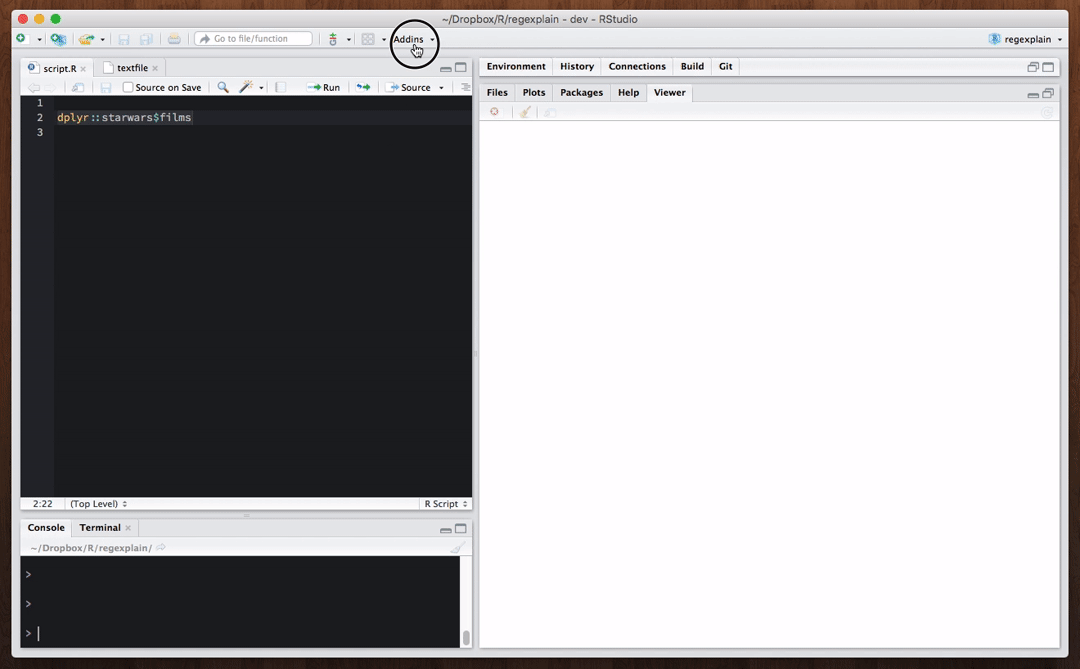 ~/Dropbox/R/regexplain - dev - RStudio
Go to file/function
Addins
regexplain
script.R
textfile
Source on Save
Run
Source
1
2 dplyr::starwars$films
3
2:22 (Top Level) R Script
Console Terminal
~/Dropbox/R/regexplain/
>
>
>
Environment History Connections Build Git
Files Plots Packages Help Viewer